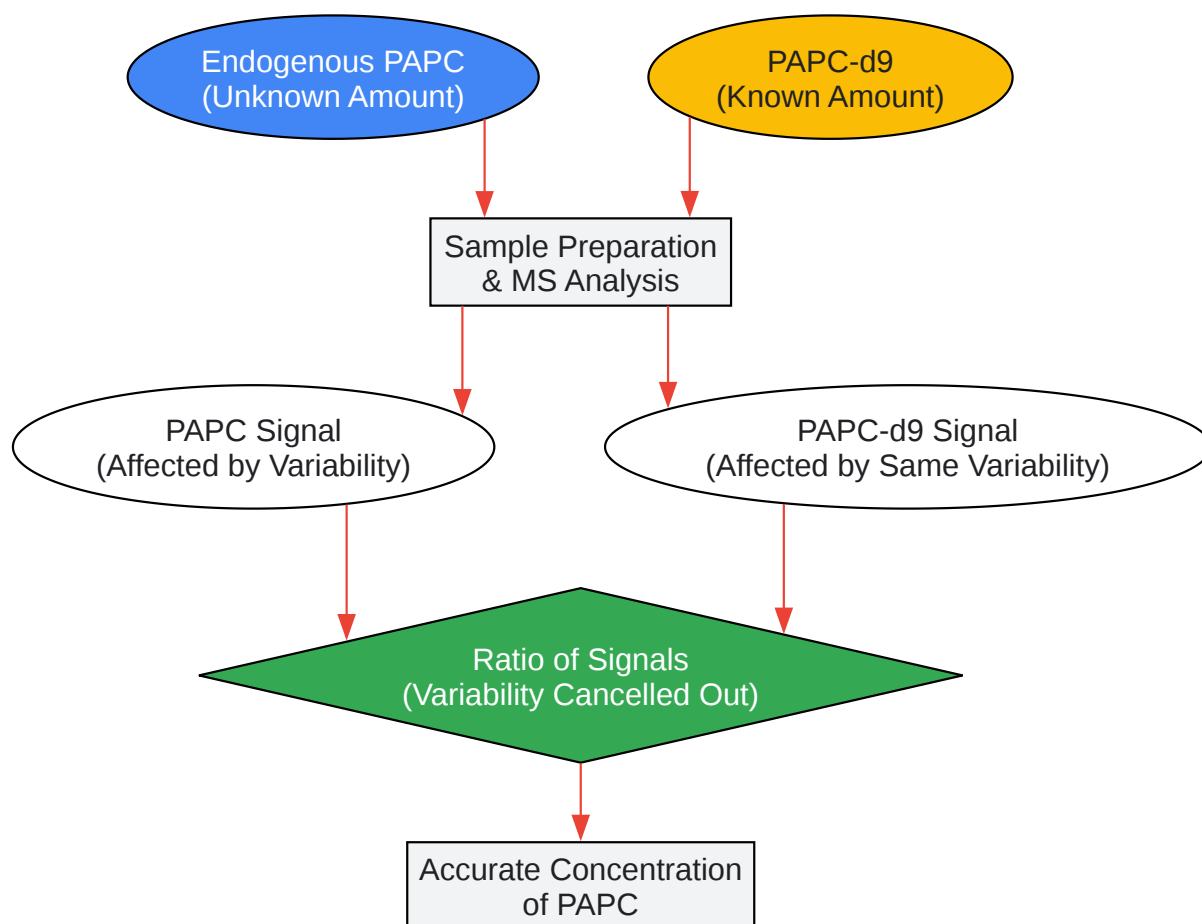 Endogenous PAPC
(Unknown Amount)
PAPC-d9
(Known Amount)
Sample Preparation
& MS Analysis
PAPC Signal
(Affected by Variability)
PAPC-d9 Signal
(Affected by Same Variability)
Ratio of Signals
(Variability Cancelled Out)
Accurate Concentration
of PAPC